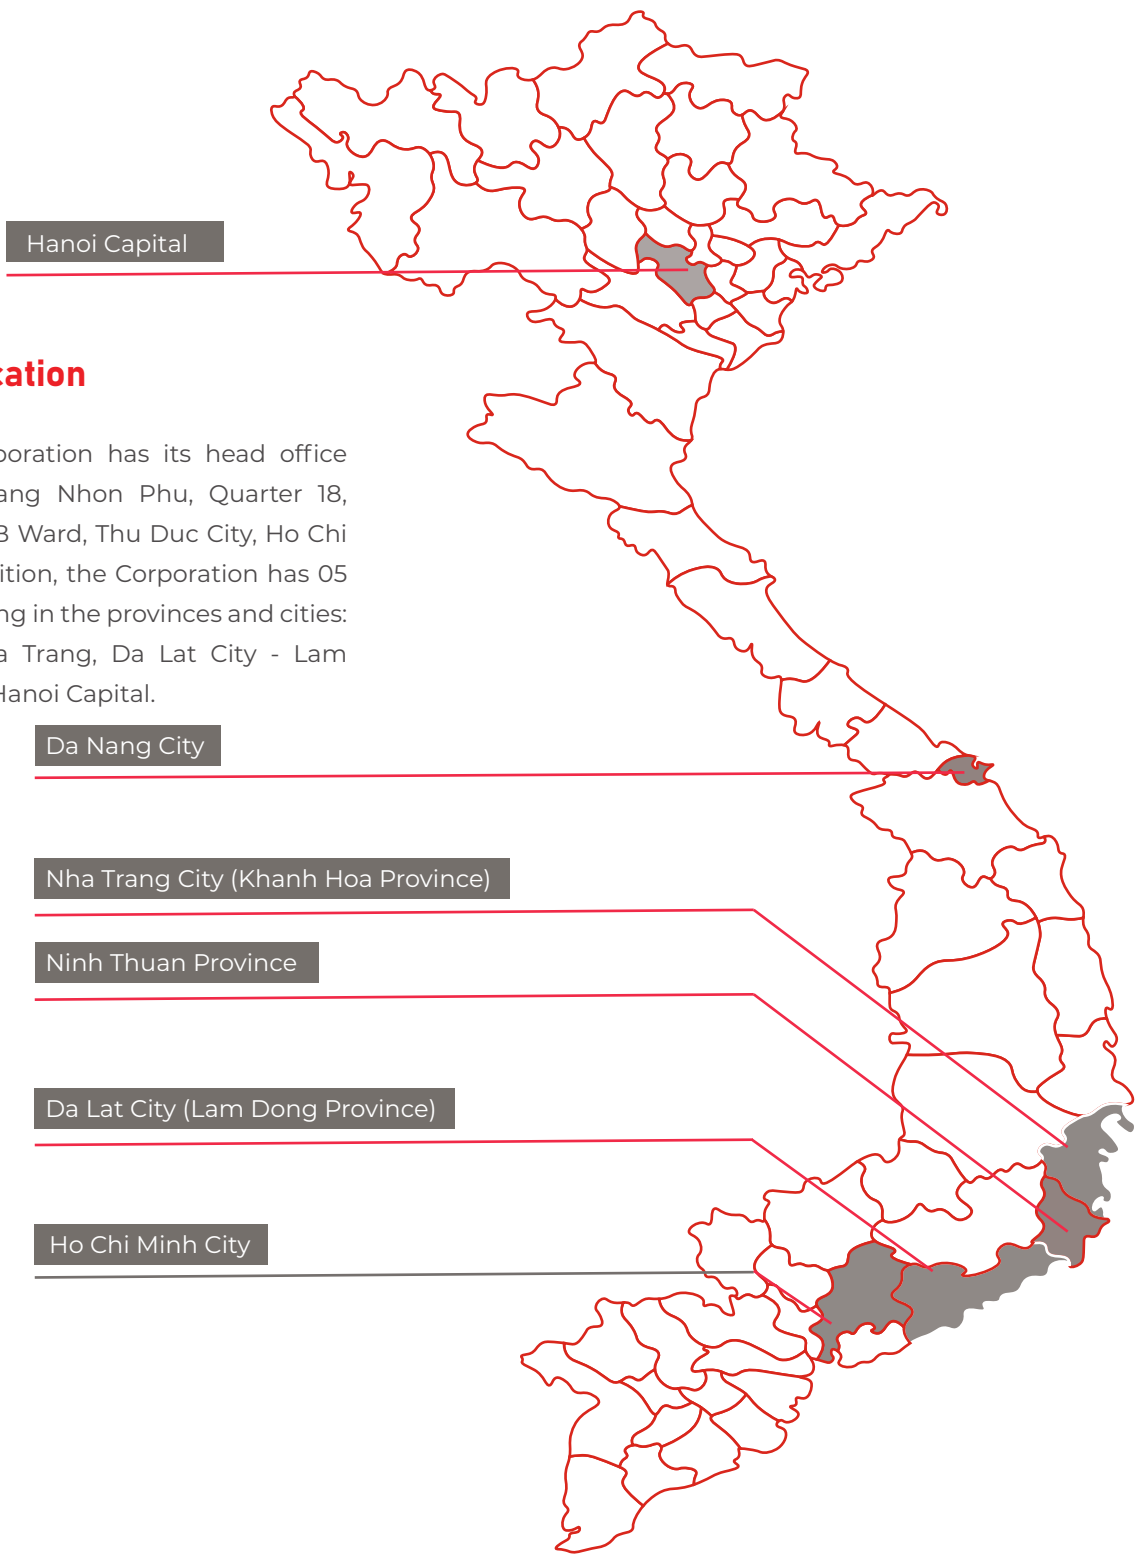 Hanoi Capital
cation
poration has its head office
ang Nhon Phu, Quarter 18,
B Ward, Thu Duc City, Ho Chi
ition, the Corporation has 05
ng in the provinces and cities:
a Trang, Da Lat City - Lam
Hanoi Capital.
Da Nang City
Nha Trang City (Khanh Hoa Province)
Ninh Thuan Province
Da Lat City (Lam Dong Province)
Ho Chi Minh City